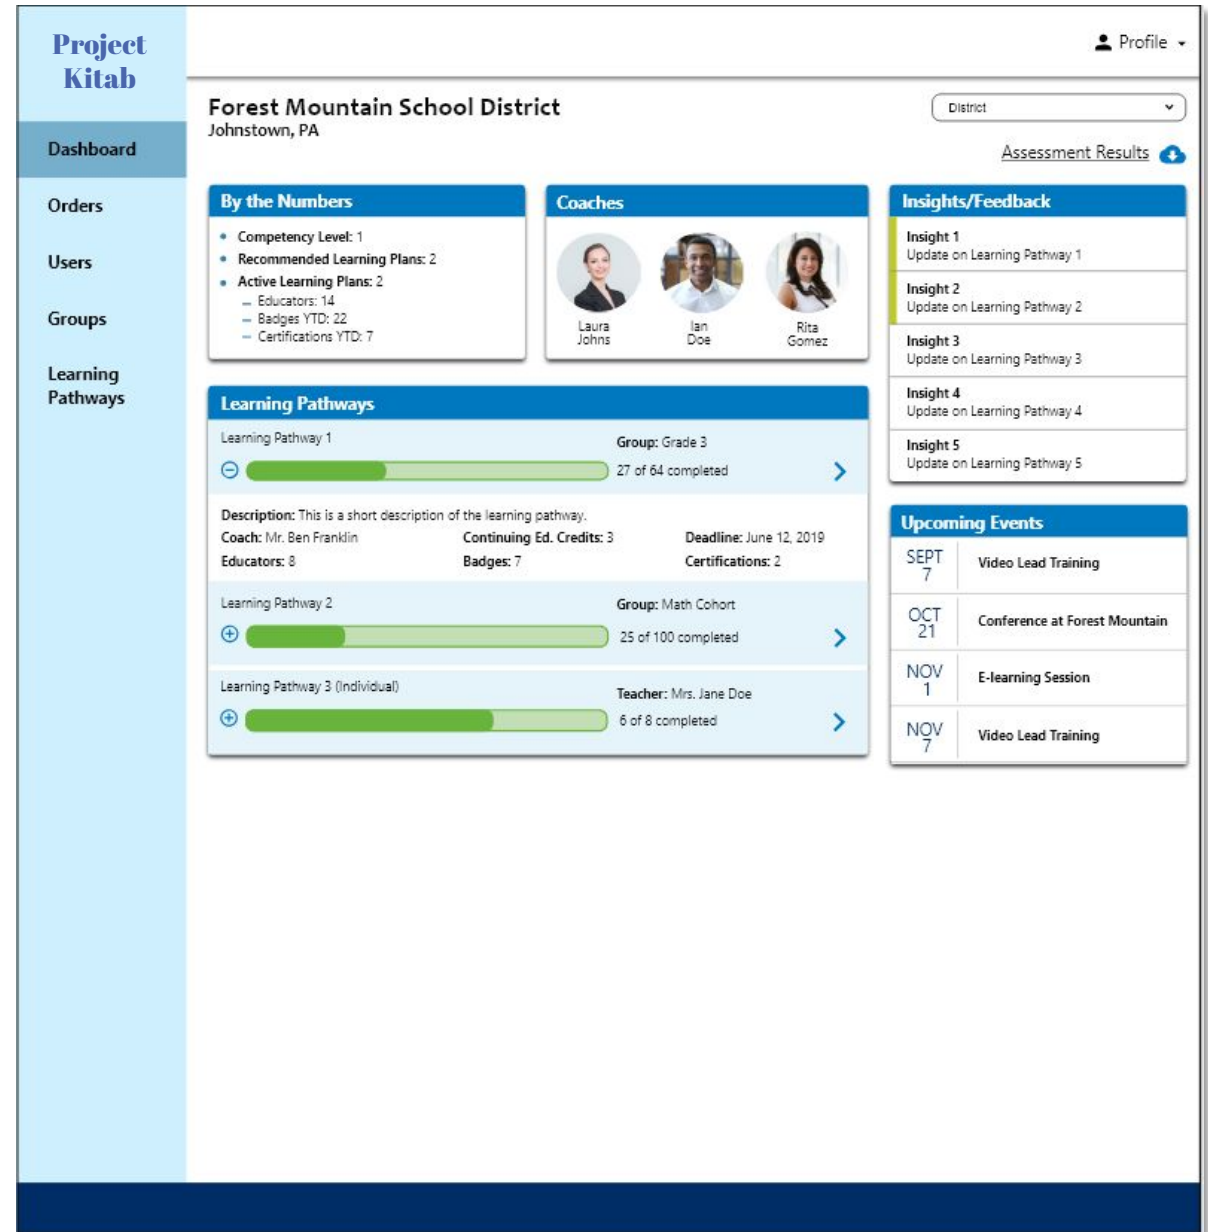 Project
Kitab
Profile
Forest Mountain School District
Johnstown, PA
District
Assessment Results
Dashboard
Orders
Users
Groups
Learning
Pathways
By the Numbers
Competency Level: 1
Recommended Learning Plans: 2
Active Learning Plans: 2
Educators: 14
Badges YTD: 22
Certifications YTD: 7
Coaches
Laura
Johns
Ian
Doe
Rita
Gomez
Insights/Feedback
Insight 1
Update on Learning Pathway 1
Insight 2
Update on Learning Pathway 2
Insight 3
Update on Learning Pathway 3
Insight 4
Update on Learning Pathway 4
Insight 5
Update on Learning Pathway 5
Learning Pathways
Learning Pathway 1
Group: Grade 3
27 of 64 completed
Description: This is a short description of the learning pathway.
Coach: Mr. Ben Franklin Continuing Ed. Credits: 3 Deadline: June 12, 2019
Educators: 8 Badges: 7 Certifications: 2
Learning Pathway 2
Group: Math Cohort
25 of 100 completed
Learning Pathway 3 (Individual)
Teacher: Mrs. Jane Doe
6 of 8 completed
Upcoming Events
SEPT
7
Video Lead Training
OCT
21
Conference at Forest Mountain
NOV
1
E-learning Session
NOV
7
Video Lead Training